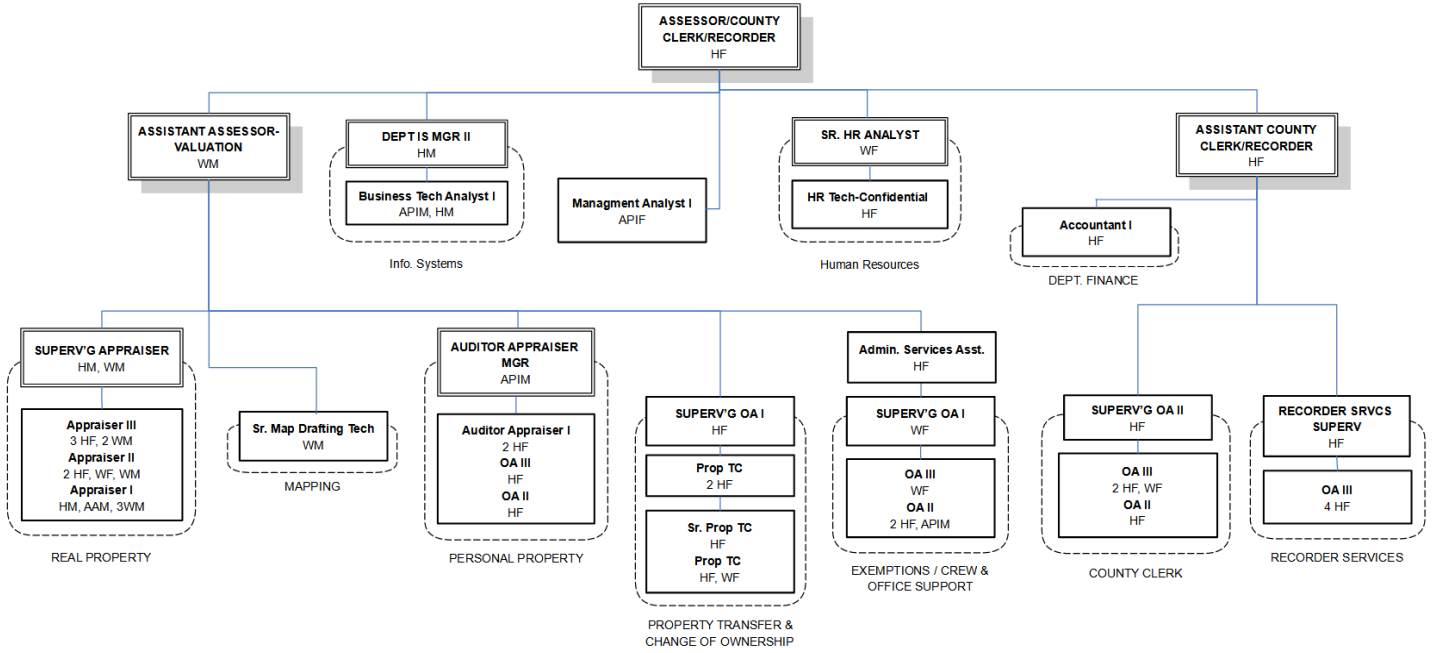 ASSESSOR/COUNTY
CLERK/RECORDER
HF
ASSISTANT ASSESSOR-
VALUATION
WM
DEPT IS MGR II
HM
Business Tech Analyst I
APIM, HM
Info. Systems
Managment Analyst I
APIF
SR. HR ANALYST
WF
HR Tech-Confidential
HF
Human Resources
ASSISTANT COUNTY
CLERK/RECORDER
HF
Accountant I
HF
DEPT. FINANCE
SUPERV'G APPRAISER
HM, WM
Appraiser III
3 HF, 2 WM
Appraiser II
2 HF, WF, WM
Appraiser I
HM, AAM, 3WM
REAL PROPERTY
Sr. Map Drafting Tech
WM
MAPPING
AUDITOR APPRAISER
MGR
APIM
Auditor Appraiser I
2 HF
OA III
HF
OA II
HF
PERSONAL PROPERTY
SUPERV'G OA I
HF
Prop TC
2 HF
Sr. Prop TC
HF
Prop TC
HF, WF
PROPERTY TRANSFER &
CHANGE OF OWNERSHIP
Admin. Services Asst.
HF
SUPERV'G OA I
WF
OA III
WF
OA II
2 HF, APIM
EXEMPTIONS / CREW &
OFFICE SUPPORT
SUPERV'G OA II
HF
OA III
2 HF, WF
OA II
HF
COUNTY CLERK
RECORDER SRVCS
SUPERV
HF
OA III
4 HF
RECORDER SERVICES